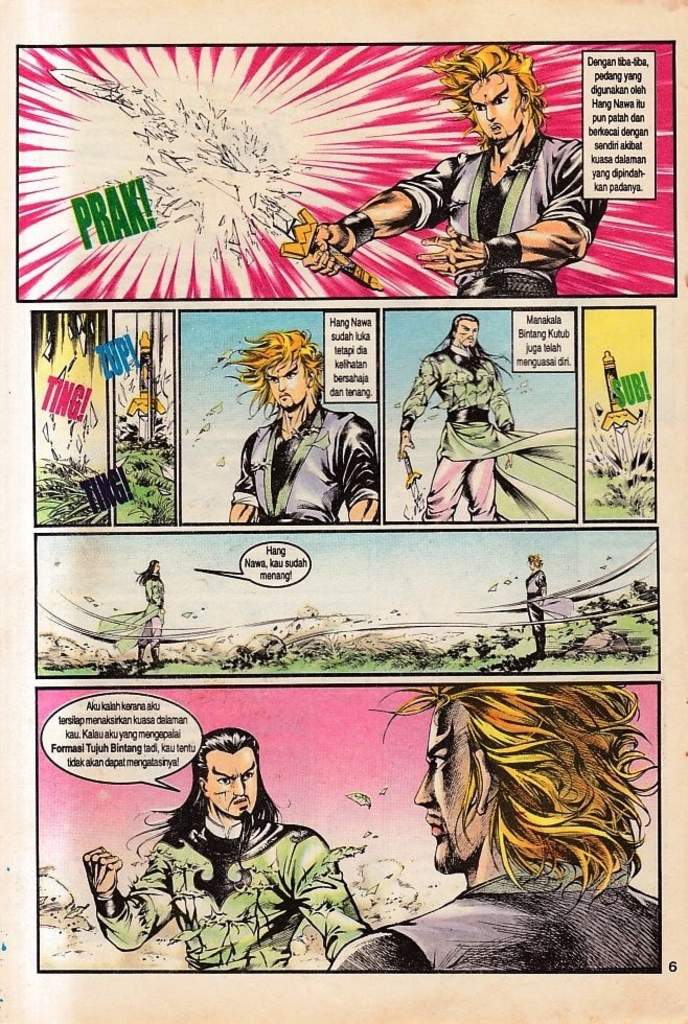 Dengan tiba-tiba,
pedang yang
digunakan oleh
Hang Nawa itu
pun patah dan
berkecai dengan
sendiri akibat
kuasa dalaman
yang dipindah-
kan padanya.
PRAK!
TING!
ZUP!
TING!
Hang Nawa
sudah luka
tetapi dia
kelihatan
bersahaja
dan tenang.
Manakala
Bintang Kutub
juga telah
menguasai diri.
SUB!
Hang
Nawa, kau sudah
menang!
Aku kalah kerana aku
tersilap menaksirkan kuasa dalaman
kau. Kalau aku yang mengepalai
Formasi Tujuh Bintang tadi, kau tentu
tidak akan dapat mengatasinya!
6